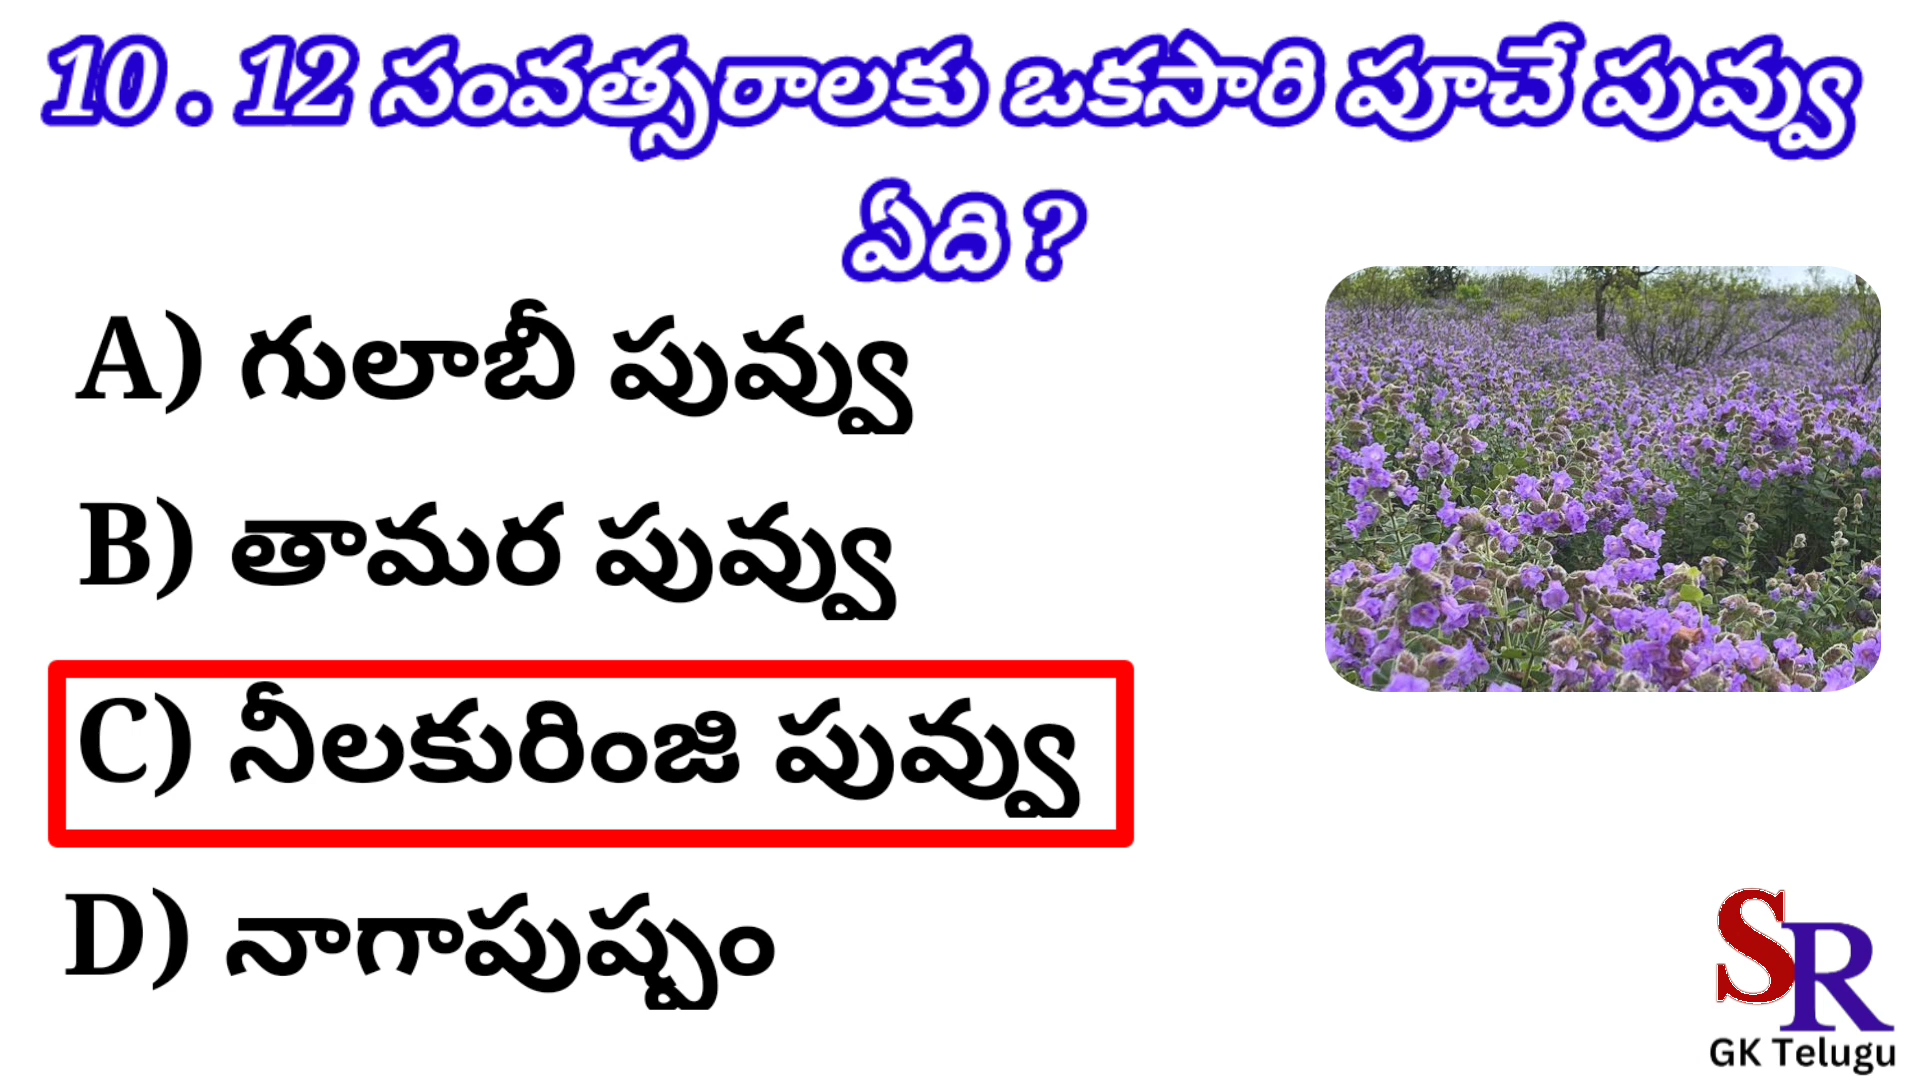 10 . 12 సంవత్సరాలకు ఒకసారి పూచే పువ్వు
ఏది ?
A) గులాబీ పువ్వు
B) తామర పువ్వు
C) నీలకురింజి పువ్వు
D) నాగాపుష్పం
SR
GK Telugu